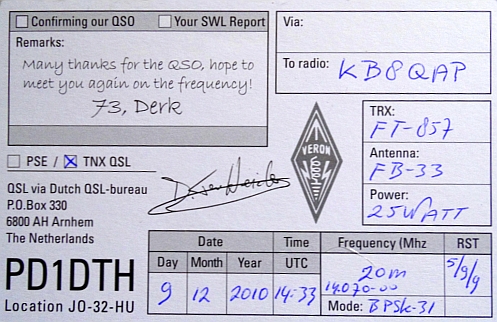 Confirming our QSO Your SWL Report
Remarks:
Many thanks for the QSO, hope to
meet you again on the frequency!
73, Derk
Via:
To radio: KB8QAP
TRX:
FT-857
Antenna:
FB-33
Power:
25WATT
VERON
PSE / TNX QSL
QSL via Dutch QSL-bureau
P.O.Box 330
6800 AH Arnhem
The Netherlands
PD1DTH
Location JO-32-HU
Date Time Frequency (Mhz RST
Day Month Year UTC
9 12 2010 14:33 20m 5/9/9
14.070-00
Mode: BPSK-31